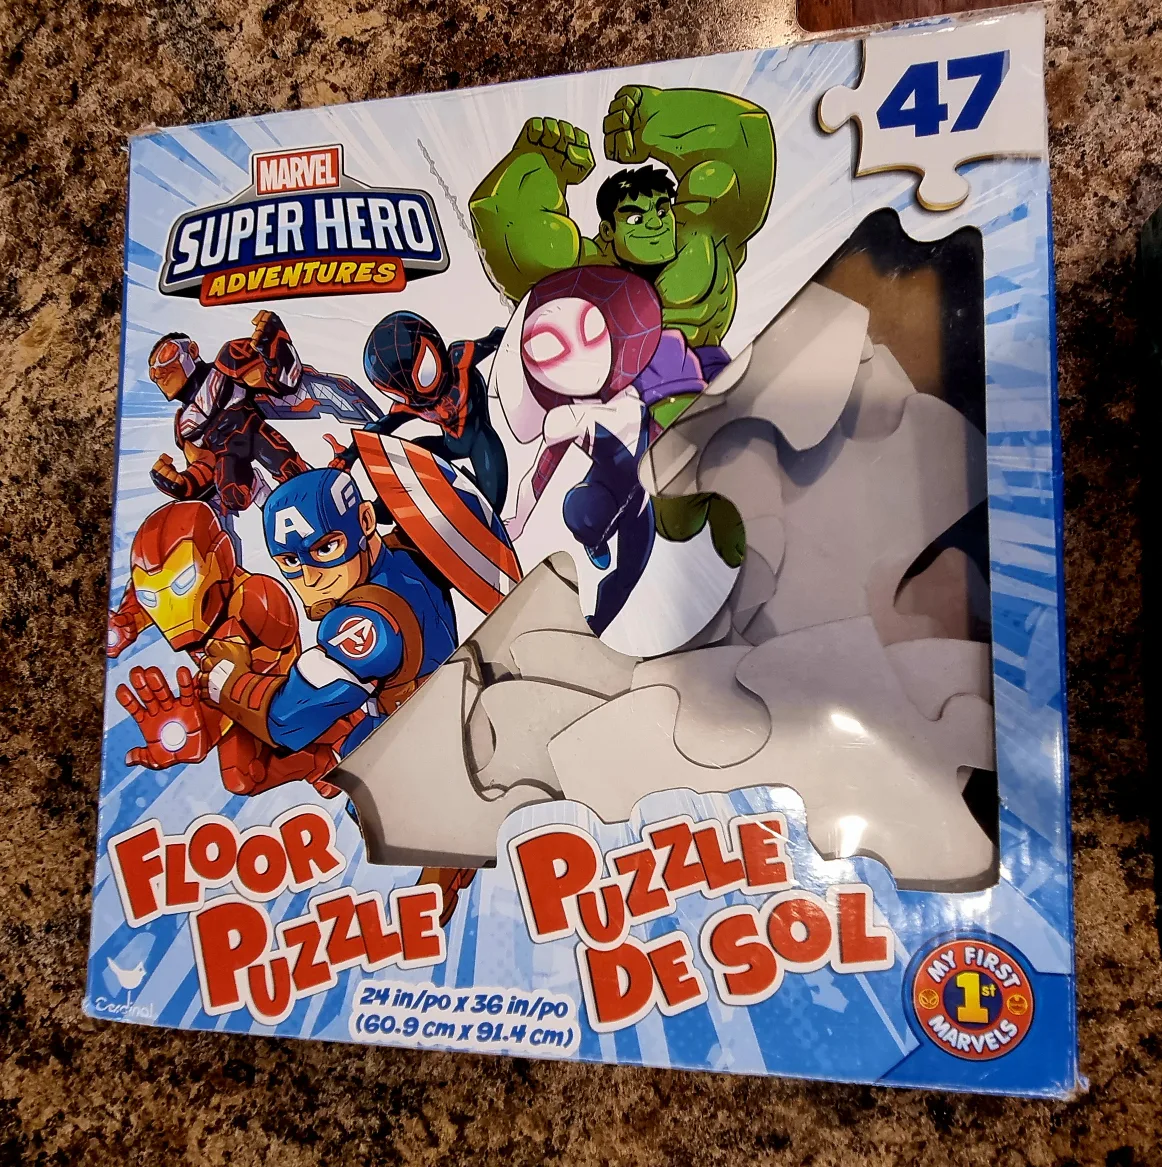 47
MARVEL
SUPER HERO
ADVENTURES
A
A
FLOOR
PUZZLE
PUZZLE
DE SOL
24 in/po x 36 in/po
(60.9 cm x 91.4 cm)
Cardinal
MY FIRST
1st
MARVELS